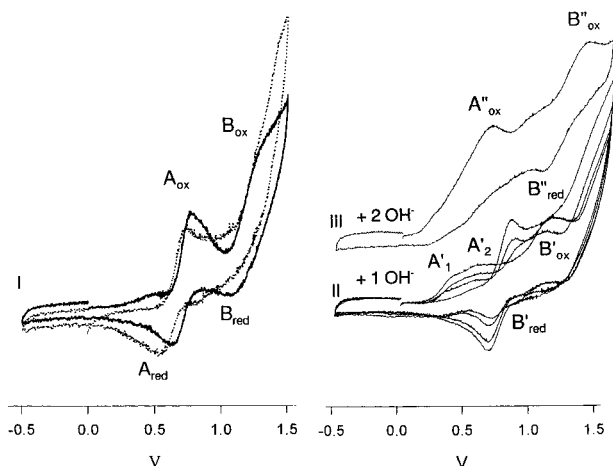 B"ox
A"ox
Box
Aox
B"red
iii + 2 OH-
I
A'1
A'2
B'ox
II + 1 OH-
Bred
B'red
Ared
-0.5 0.0 0.5 1.0 1.5
-0.5 0.0 0.5 1.0 1.5
V
V